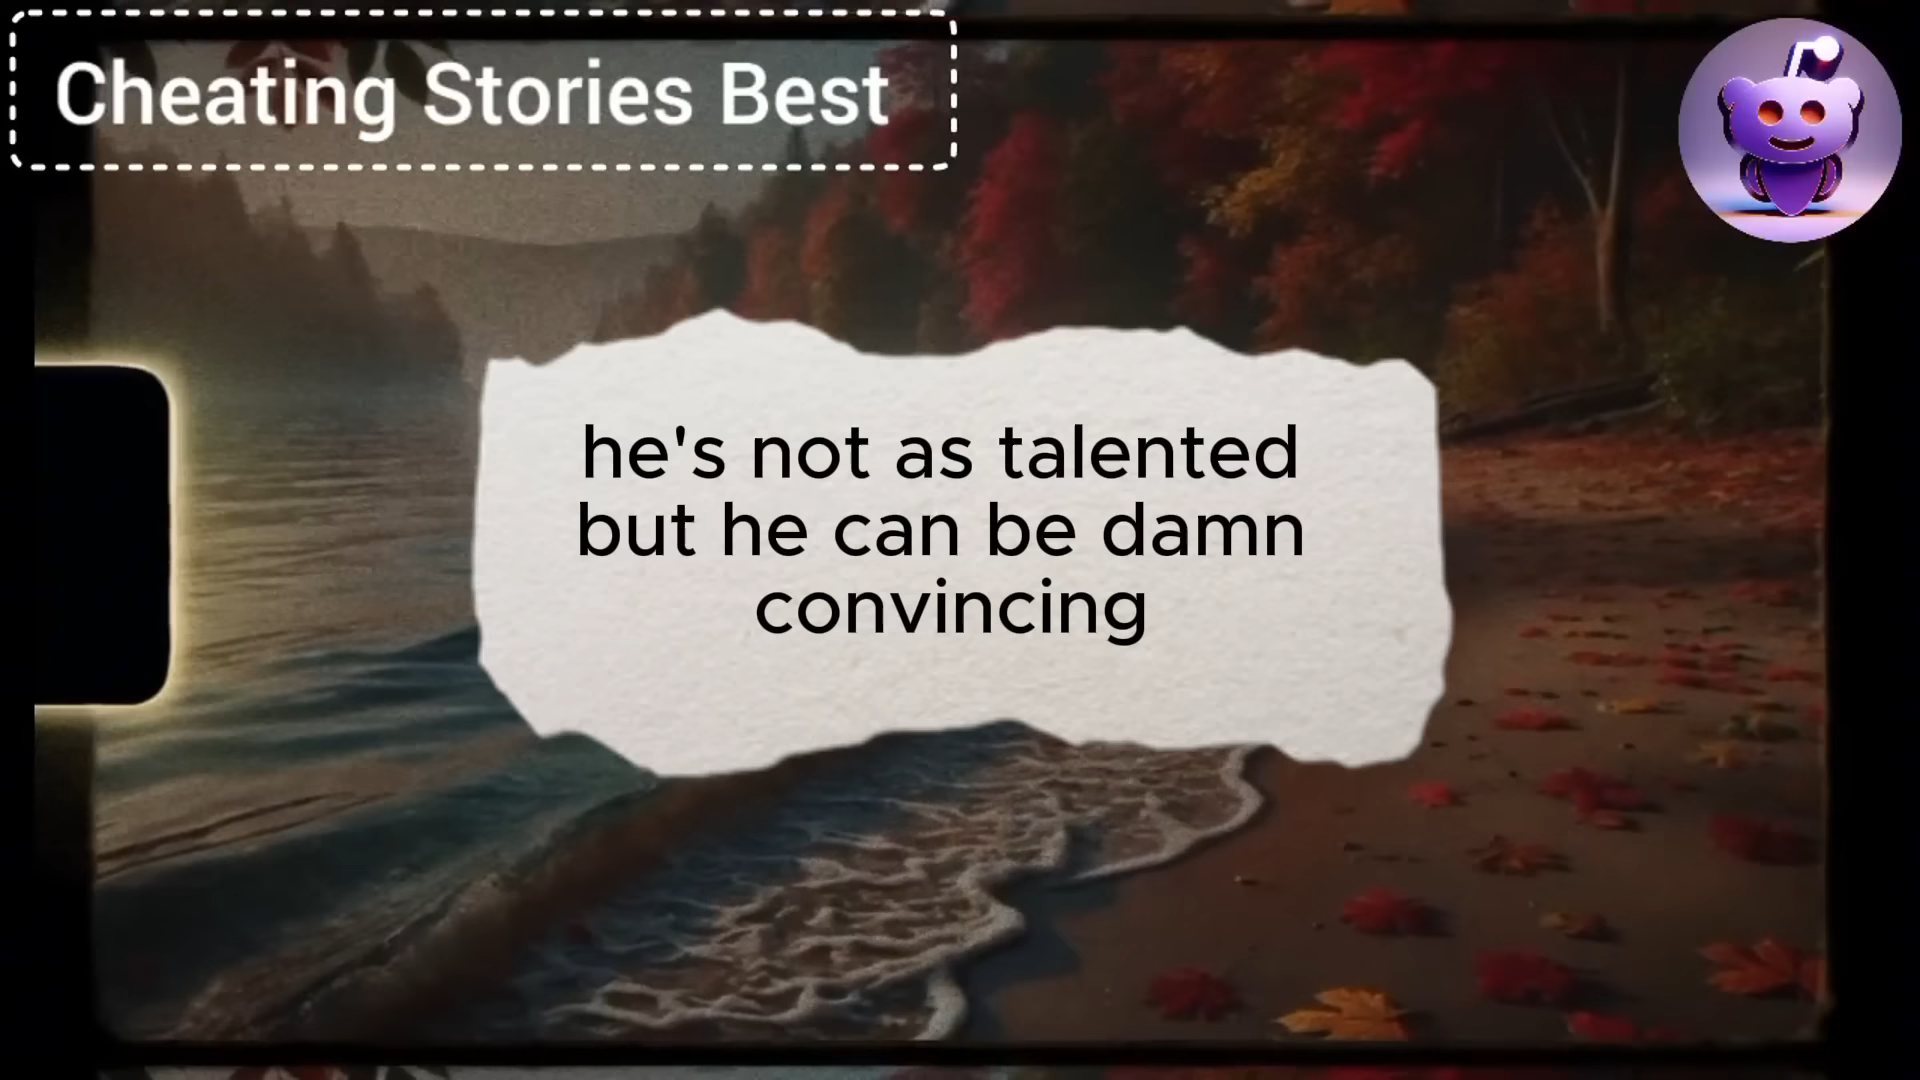 Cheating Stories Best
he's not as talented
but he can be damn
convincing